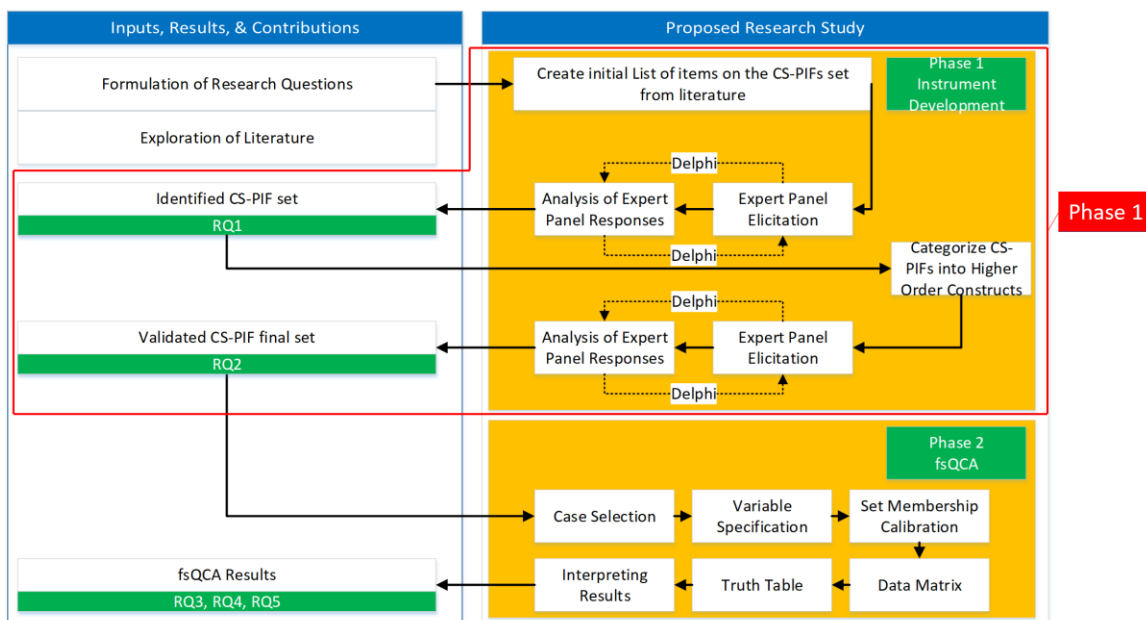 Inputs, Results, & Contributions
Proposed Research Study
Formulation of Research Questions
Create initial List of items on the CS-PIFs set
from literature
Phase 1
Instrument
Development
Exploration of Literature
Delphi
Identified CS-PIF set
RQ1
Analysis of Expert
Panel Responses
Expert Panel
Elicitation
Phase 1
Delphi
Categorize CS-
PIFs into Higher
Order Constructs
Delphi
Validated CS-PIF final set
RQ2
Analysis of Expert
Panel Responses
Expert Panel
Elicitation
Delphi
Phase 2
fsQCA
Case Selection
Variable
Specification
Set Membership
Calibration
fsQCA Results
RQ3, RQ4, RQ5
Interpreting
Results
Truth Table
Data Matrix